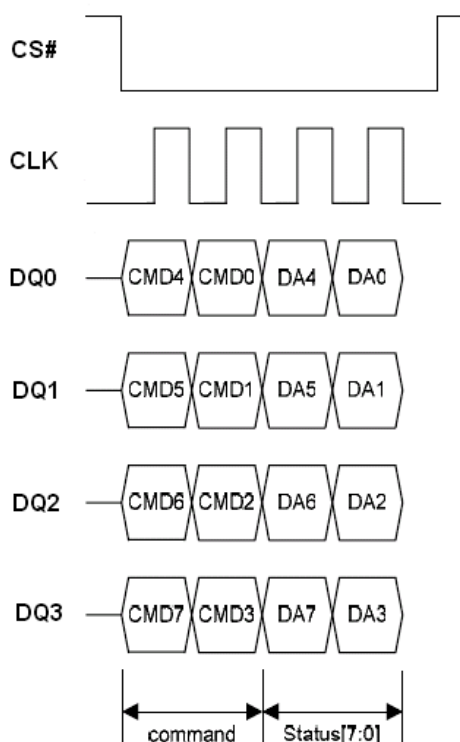 CS#
CLK
DQ0 CMD4 CMD0 DA4 DA0
DQ1 CMD5 CMD1 DA5 DA1
DQ2 CMD6 CMD2 DA6 DA2
DQ3 CMD7 CMD3 DA7 DA3
command Status[7:0]